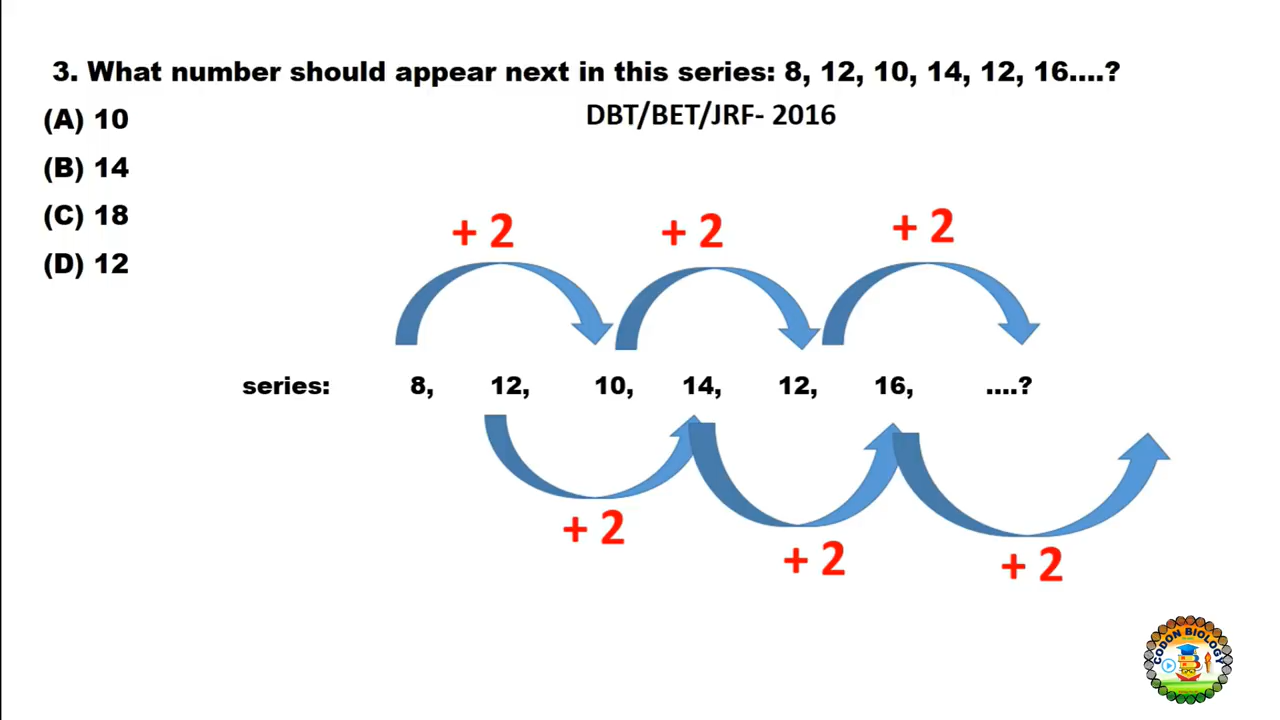 3. What number should appear next in this series: 8, 12, 10, 14, 12, 16....?
DBT/BET/JRF- 2016
(A) 10
(B) 14
(C) 18
(D) 12
+ 2 + 2 + 2
series: 8, 12, 10, 14, 12, 16, ....?
+ 2 + 2 + 2
CODON BIOLOGY